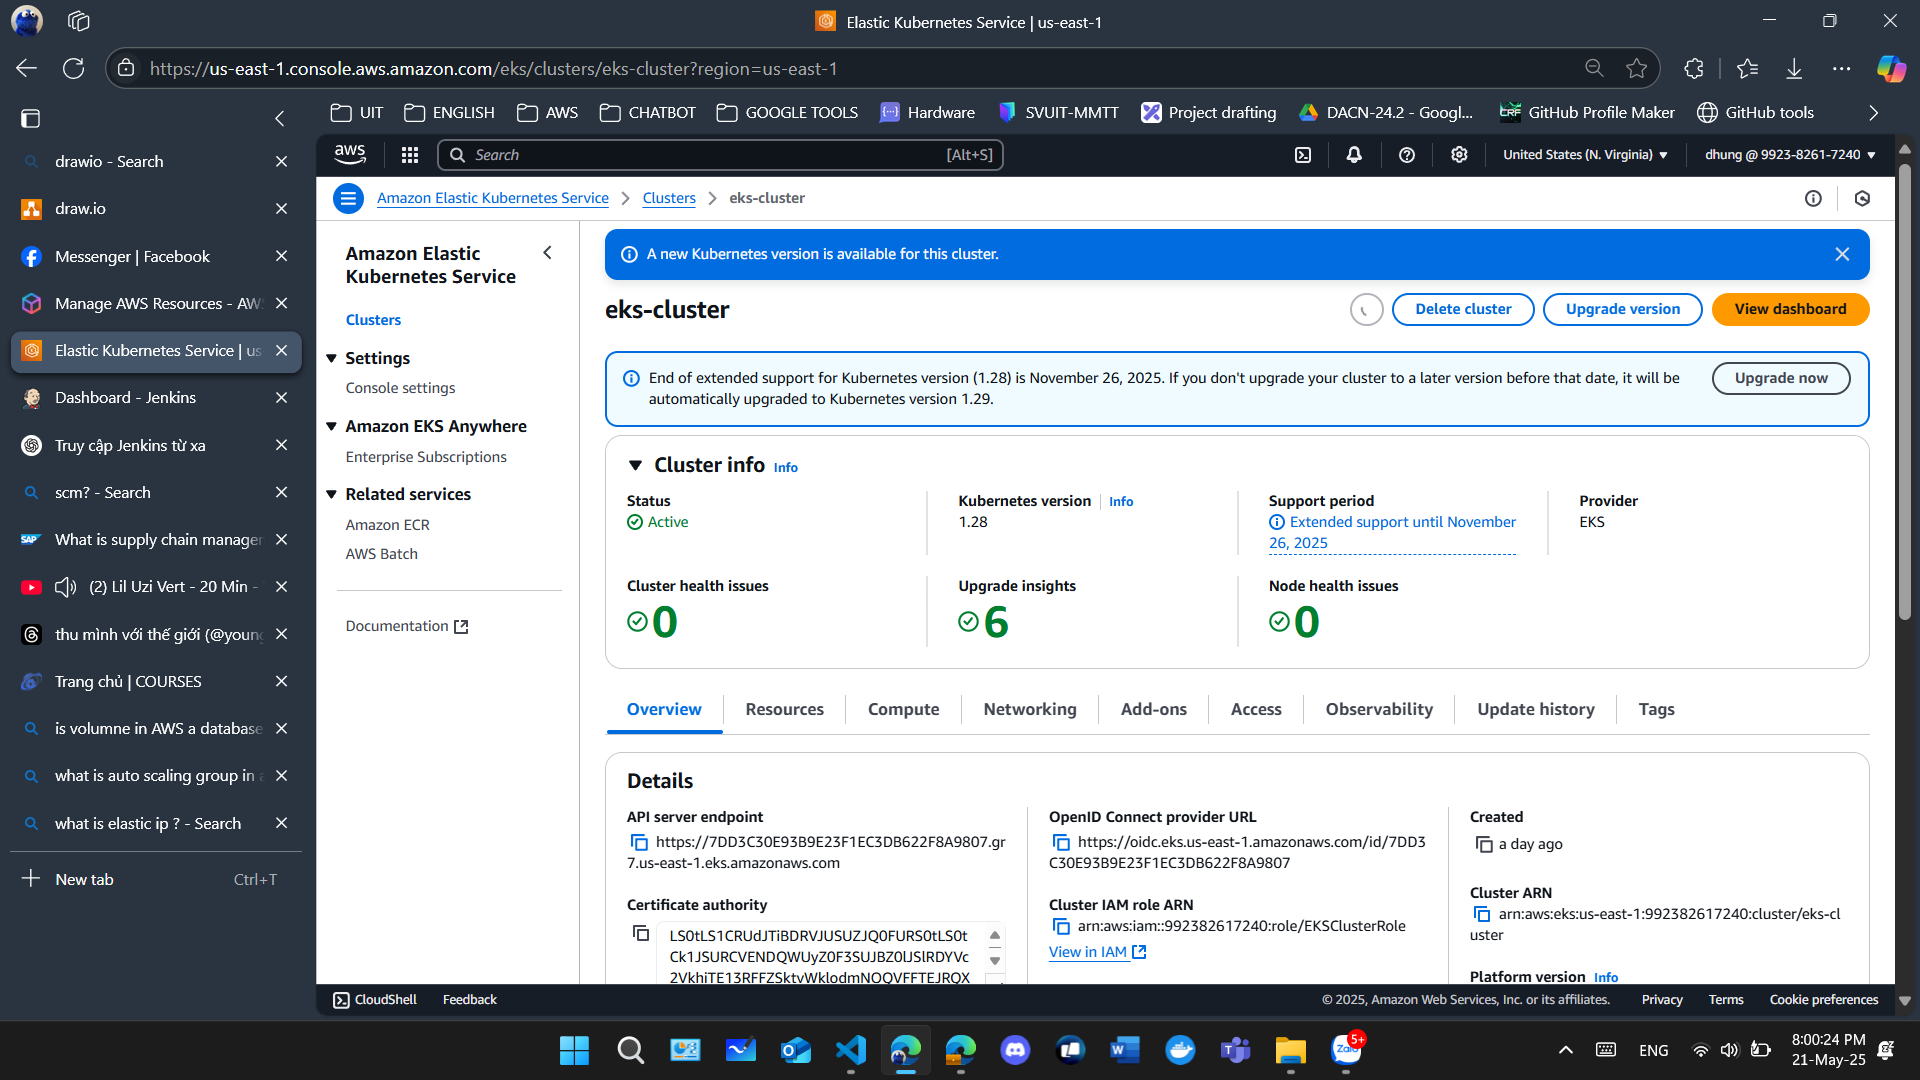 Elastic Kubernetes Service | us-east-1
https://us-east-1.console.aws.amazon.com/eks/clusters/eks-cluster?region=us-east-1
UIT
ENGLISH
AWS
CHATBOT
GOOGLE TOOLS
Hardware
SVUIT-MMTT
Project drafting
DACN-24.2 - Googl...
GitHub Profile Maker
GitHub tools
drawio - Search
draw.io
Messenger | Facebook
Manage AWS Resources - AW
Elastic Kubernetes Service | us
Dashboard - Jenkins
Truy cập Jenkins từ xa
scm? - Search
What is supply chain manager
(2) Lil Uzi Vert - 20 Min -
thu mình với thế giới (@young
Trang chủ | COURSES
is volumne in AWS a database
what is auto scaling group in a
what is elastic ip ? - Search
New tab
Ctrl+T
aws
Search
[Alt+S]
United States (N. Virginia)
dhung @ 9923-8261-7240
Amazon Elastic Kubernetes Service
Clusters
eks-cluster
Amazon Elastic
Kubernetes Service
Clusters
Settings
Console settings
Amazon EKS Anywhere
Enterprise Subscriptions
Related services
Amazon ECR
AWS Batch
Documentation
A new Kubernetes version is available for this cluster.
eks-cluster
Delete cluster
Upgrade version
View dashboard
End of extended support for Kubernetes version (1.28) is November 26, 2025. If you don't upgrade your cluster to a later version before that date, it will be
automatically upgraded to Kubernetes version 1.29.
Upgrade now
Cluster info Info
Status
Active
Kubernetes version Info
1.28
Support period
Extended support until November
26, 2025
Provider
EKS
Cluster health issues
0
Upgrade insights
6
Node health issues
0
Overview
Resources
Compute
Networking
Add-ons
Access
Observability
Update history
Tags
Details
API server endpoint
https://7DD3C30E93B9E23F1EC3DB622F8A9807.gr
7.us-east-1.eks.amazonaws.com
Certificate authority
LS0tLS1CRUdJTiBDRVJUSUZJQ0FURS0tLS0t
Ck1JSURCVENDQWUyZ0F3SUJBZ0lJSlRDYVc
OpenID Connect provider URL
https://oidc.eks.us-east-1.amazonaws.com/id/7DD3
C30E93B9E23F1EC3DB622F8A9807
Cluster IAM role ARN
arn:aws:iam::992382617240:role/EKSClusterRole
View in IAM
Created
a day ago
Cluster ARN
arn:aws:eks:us-east-1:992382617240:cluster/eks-cl
uster
Platform version Info
CloudShell
Feedback
© 2025, Amazon Web Services, Inc. or its affiliates.
Privacy
Terms
Cookie preferences
5+
Zalo
ENG
8:00:24 PM
21-May-25